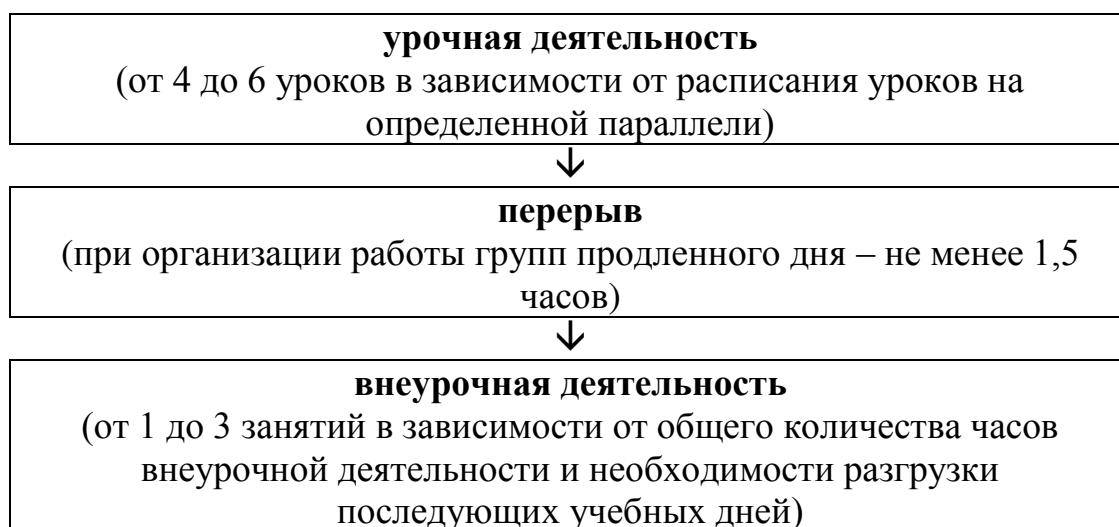 урочная деятельность
(от 4 до 6 уроков в зависимости от расписания уроков на
определенной параллели)
перерыв
(при организации работы групп продленного дня – не менее 1,5
часов)
внеурочная деятельность
(от 1 до 3 занятий в зависимости от общего количества часов
внеурочной деятельности и необходимости разгрузки
последующих учебных дней)